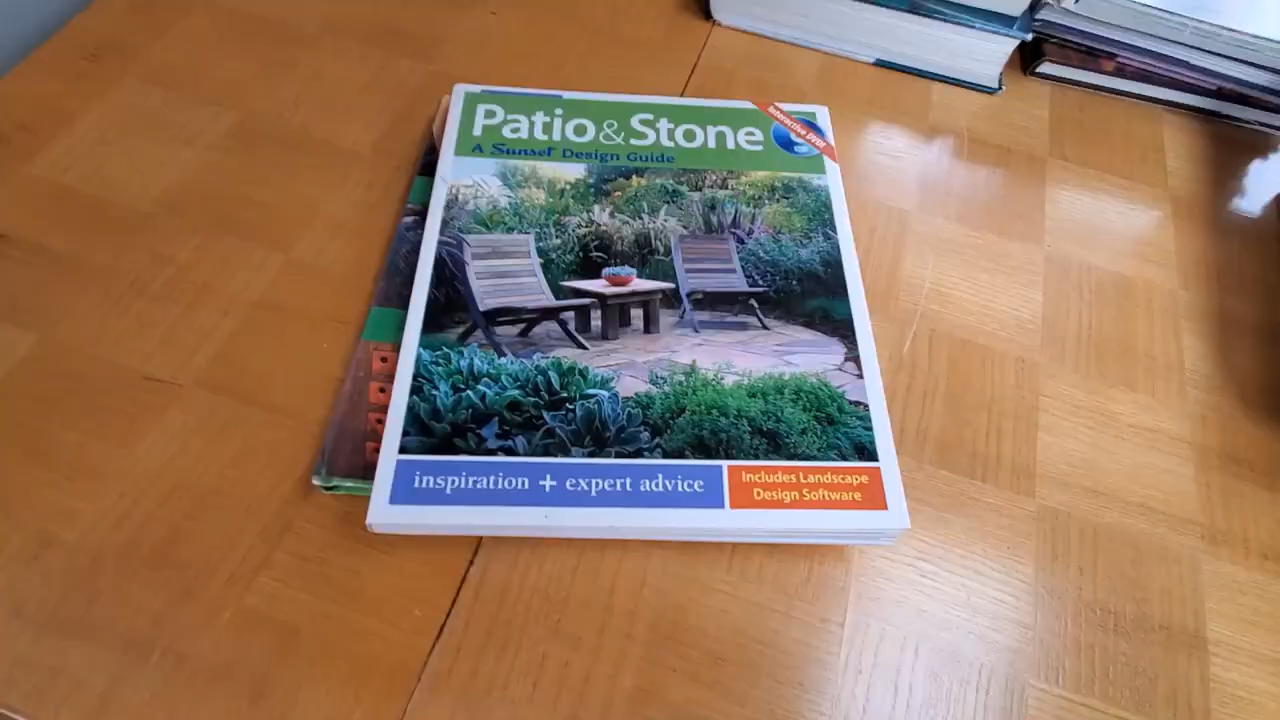 Patio & Stone
Interactive DVD!
A Sunset Design Guide
inspiration + expert advice
Includes Landscape
Design Software